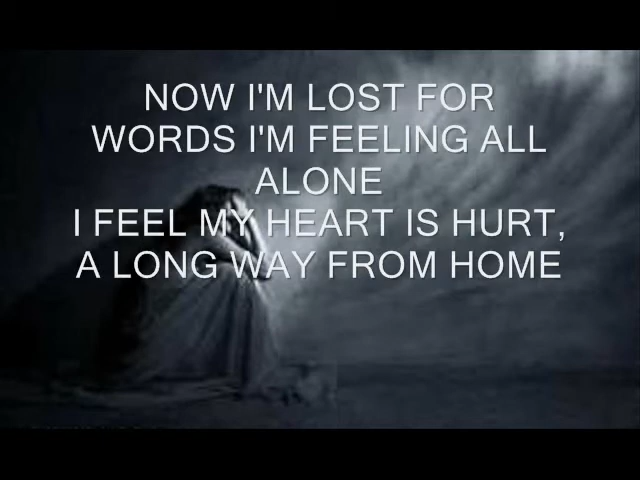 NOW I'M LOST FOR
WORDS I'M FEELING ALL
ALONE
I FEEL MY HEART IS HURT,
A LONG WAY FROM HOME